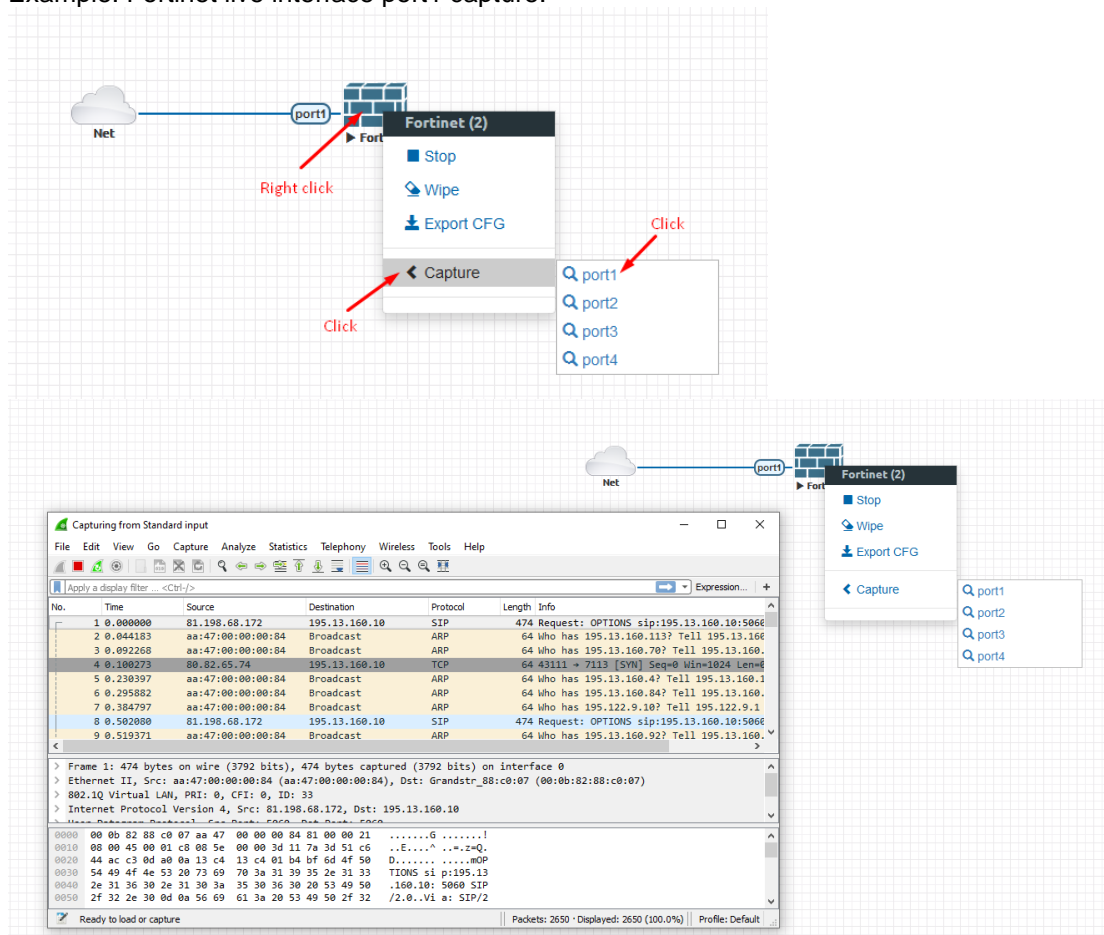 Example: Fortinet live interface port1 capture.
Net
port1
Fort
Fortinet (2)
Stop
Wipe
Export CFG
Capture
port1
port2
port3
port4
Right click
Click
Click
Net
port1
Fort
Fortinet (2)
Stop
Wipe
Export CFG
Capture
port1
port2
port3
port4
Capturing from Standard input
File Edit View Go Capture Analyze Statistics Telephony Wireless Tools Help
Apply a display filter ... <Ctrl-/> Expression... +
No. Time Source Destination Protocol Length Info
1 0.000000 81.198.68.172 195.13.160.10 SIP 474 Request: OPTIONS sip:195.13.160.10:5060
2 0.044183 aa:47:00:00:00:84 Broadcast ARP 64 Who has 195.13.160.113? Tell 195.13.160
3 0.092268 aa:47:00:00:00:84 Broadcast ARP 64 Who has 195.13.160.70? Tell 195.13.160.
4 0.100273 80.82.65.74 195.13.160.10 TCP 64 43111 → 7113 [SYN] Seq=0 Win=1024 Len=0
5 0.230397 aa:47:00:00:00:84 Broadcast ARP 64 Who has 195.13.160.4? Tell 195.13.160.1
6 0.295882 aa:47:00:00:00:84 Broadcast ARP 64 Who has 195.13.160.84? Tell 195.13.160.
7 0.384797 aa:47:00:00:00:84 Broadcast ARP 64 Who has 195.122.9.10? Tell 195.122.9.1
8 0.502080 81.198.68.172 195.13.160.10 SIP 474 Request: OPTIONS sip:195.13.160.10:5060
9 0.519371 aa:47:00:00:00:84 Broadcast ARP 64 Who has 195.13.160.92? Tell 195.13.160.
> Frame 1: 474 bytes on wire (3792 bits), 474 bytes captured (3792 bits) on interface 0
> Ethernet II, Src: aa:47:00:00:00:84 (aa:47:00:00:00:84), Dst: Grandstr_88:c0:07 (00:0b:82:88:c0:07)
> 802.1Q Virtual LAN, PRI: 0, CFI: 0, ID: 33
> Internet Protocol Version 4, Src: 81.198.68.172, Dst: 195.13.160.10
0000 00 0b 82 88 c0 07 aa 47 00 00 00 84 81 00 00 21 .......G .......!
0010 08 00 45 00 01 c8 08 5e 00 00 3d 11 7a 3d 51 c6 ..E....^ ..=.z=Q.
0020 44 ac c3 0d a0 0a 13 c4 13 c4 01 b4 bf 6d 4f 50 D....... .....mOP
0030 54 49 4f 4e 53 20 73 69 70 3a 31 39 35 2e 31 33 TIONS si p:195.13
0040 2e 31 36 30 2e 31 30 3a 35 30 36 30 20 53 49 50 .160.10: 5060 SIP
0050 2f 32 2e 30 0d 0a 56 69 61 3a 20 53 49 50 2f 32 /2.0..Vi a: SIP/2
Ready to load or capture Packets: 2650 · Displayed: 2650 (100.0%) Profile: Default